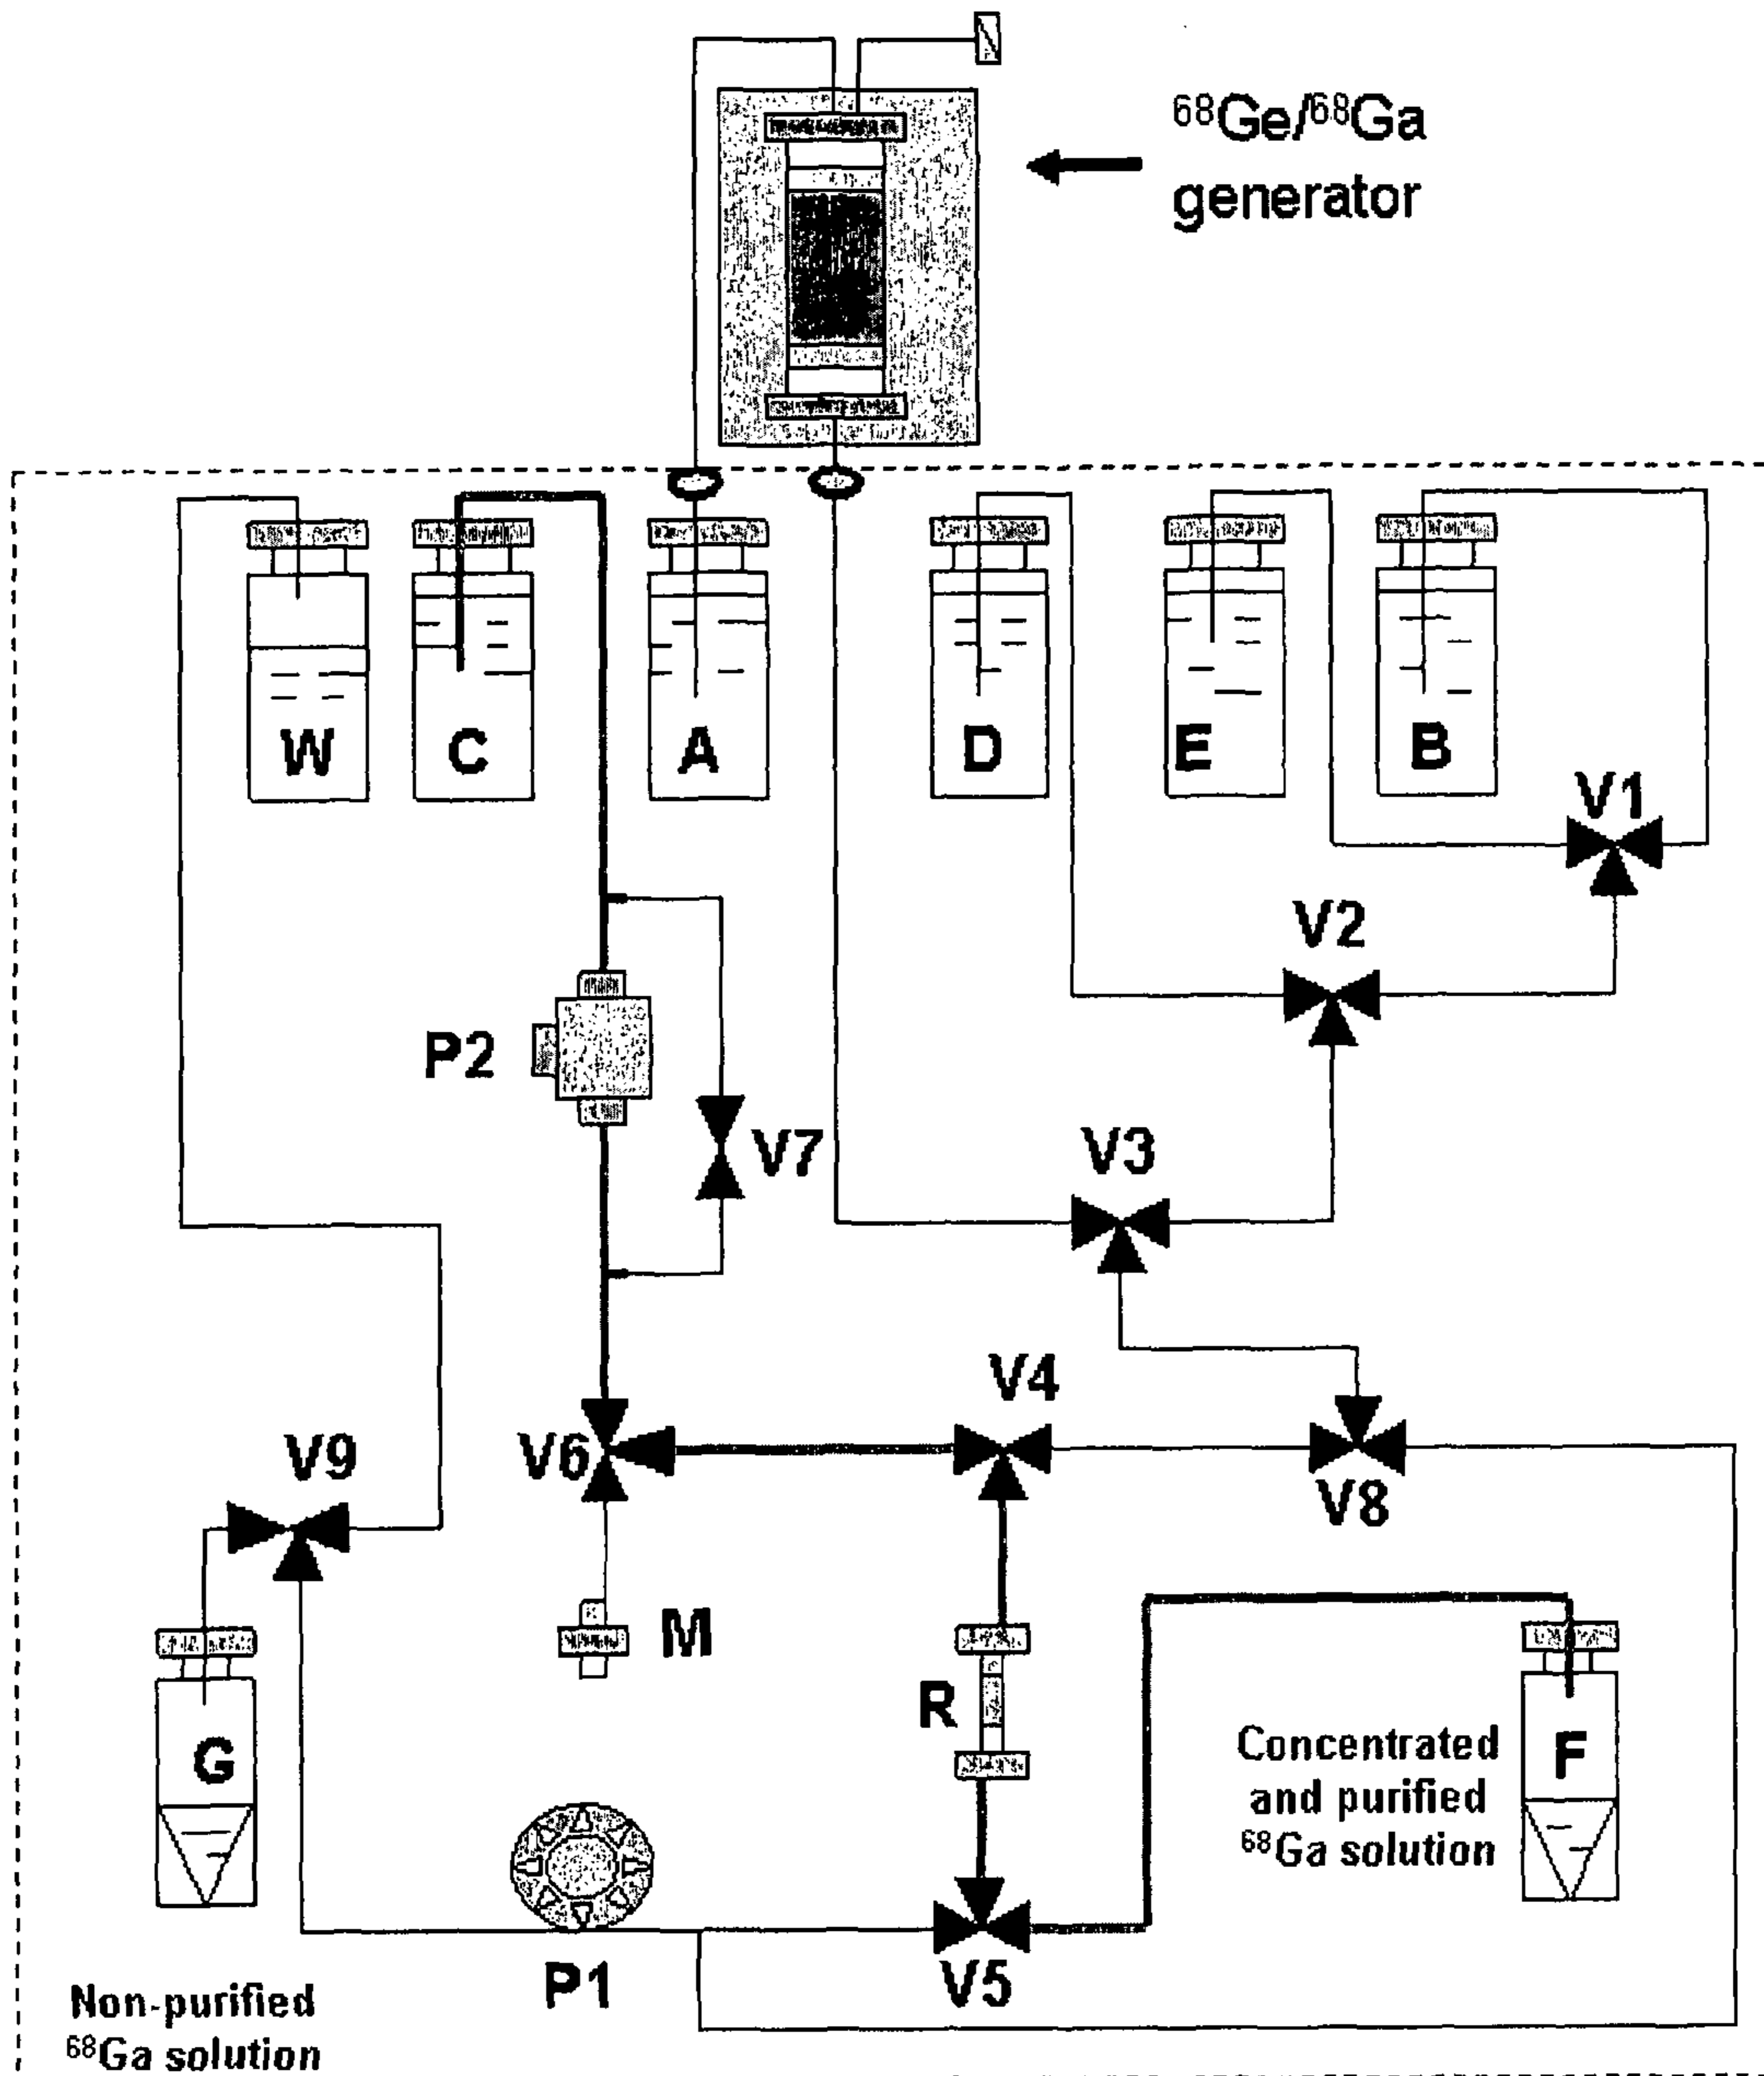 ⁶⁸Ge/⁶⁸Ga
generator
W
C
A
D
E
B
V1
V2
P2
V7
V3
V4
V9
V6
V8
M
R
G
Concentrated
and purified
⁶⁸Ga solution
F
P1
V5
Non-purified
⁶⁸Ga solution